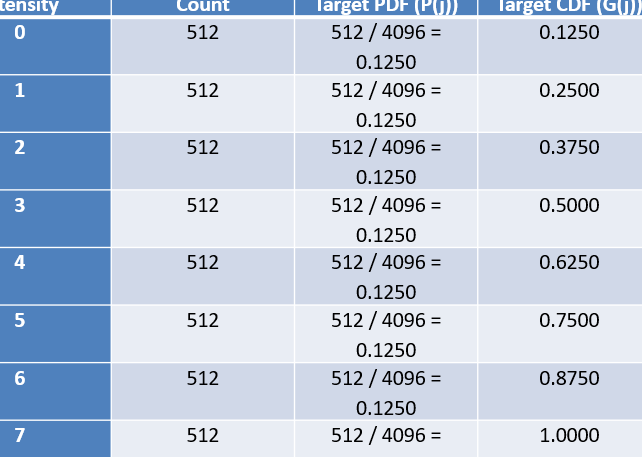 tensity Count Target PDF (P(j)) Target CDF (G(j))
0 512 512 / 4096 = 0.1250
0.1250
1 512 512 / 4096 = 0.2500
0.1250
2 512 512 / 4096 = 0.3750
0.1250
3 512 512 / 4096 = 0.5000
0.1250
4 512 512 / 4096 = 0.6250
0.1250
5 512 512 / 4096 = 0.7500
0.1250
6 512 512 / 4096 = 0.8750
0.1250
7 512 512 / 4096 = 1.0000